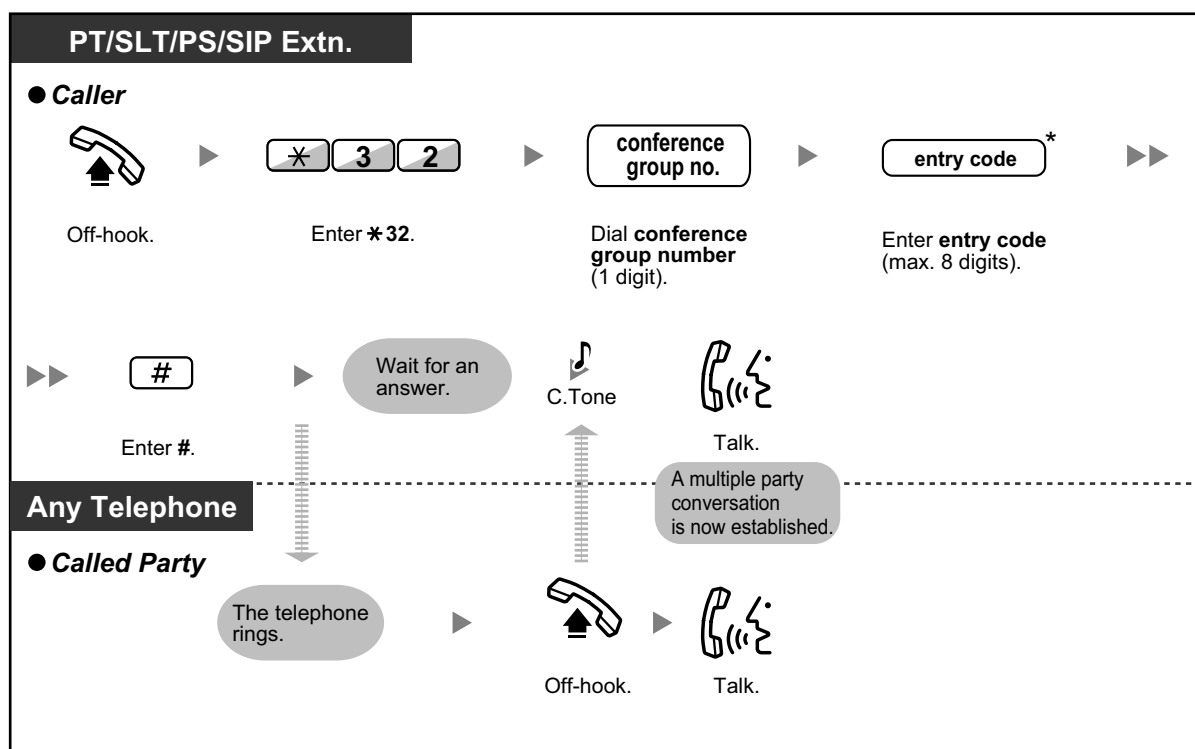 PT/SLT/PS/SIP Extn.
Caller
* 3 2
conference
group no.
entry code*
Off-hook.
Enter *32.
Dial conference
group number
(1 digit).
Enter entry code
(max. 8 digits).
#
Wait for an
answer.
C.Tone
Enter #.
Talk.
A multiple party
conversation
is now established.
Any Telephone
Called Party
The telephone
rings.
Off-hook.
Talk.